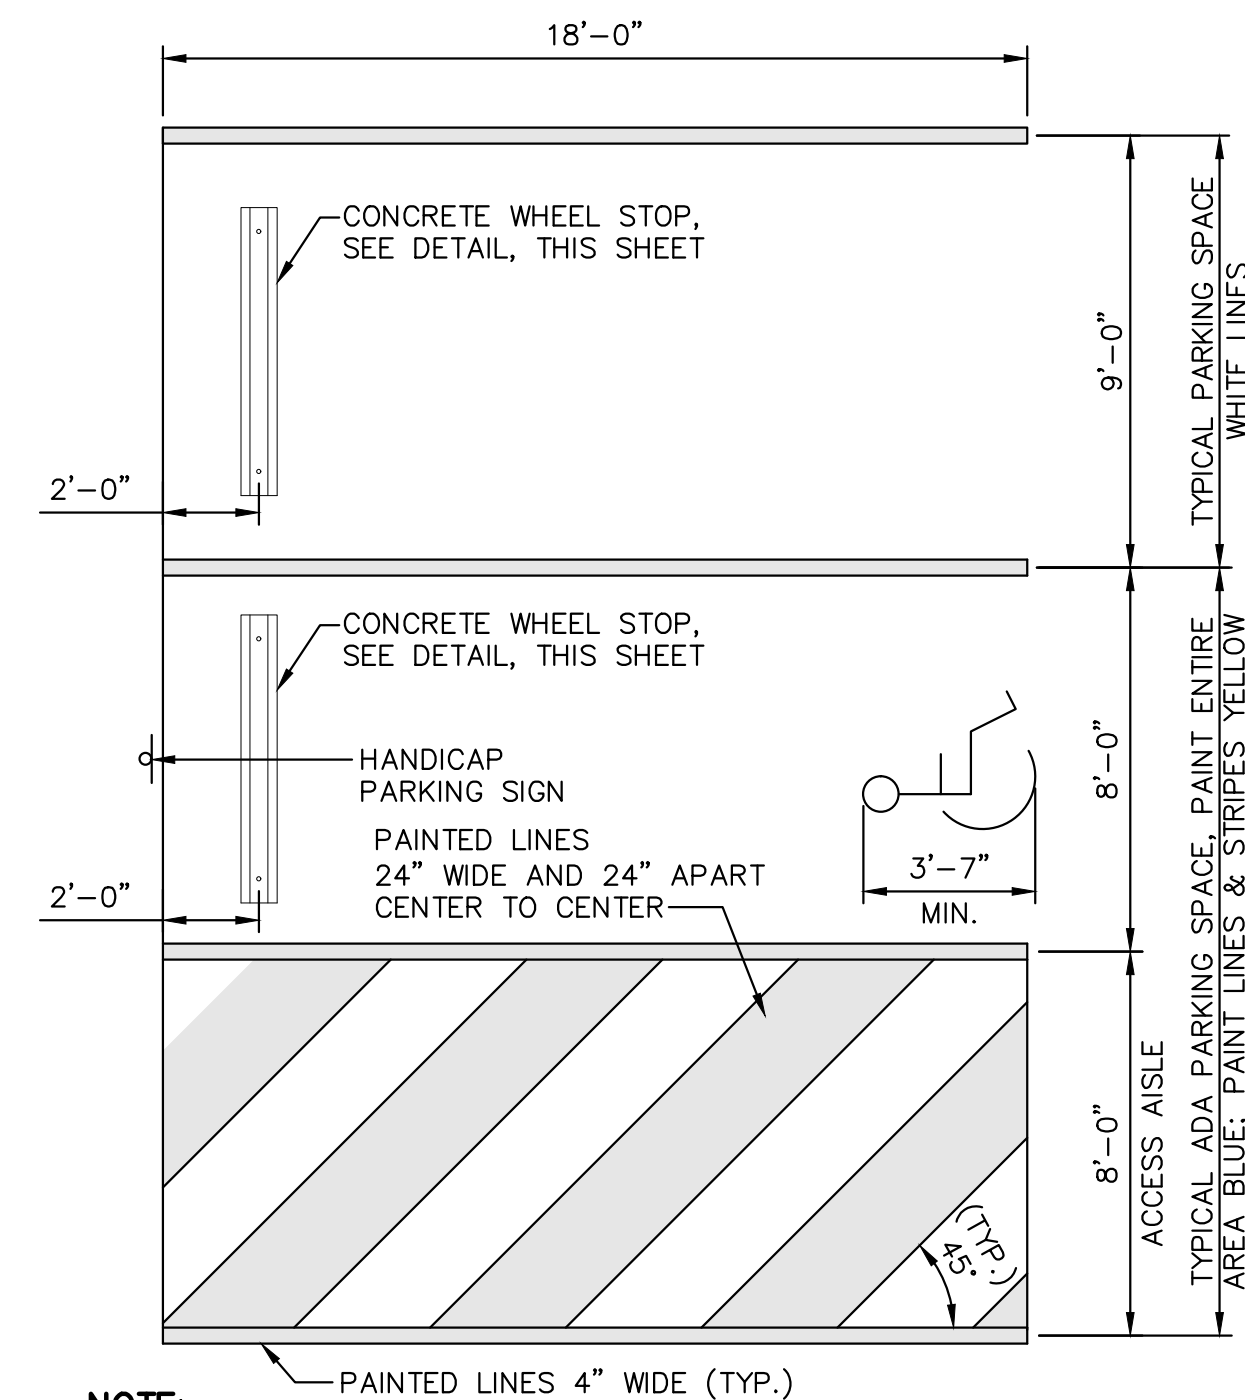 18'-0"
CONCRETE WHEEL STOP,
SEE DETAIL, THIS SHEET
2'-0"
9'-0"
TYPICAL PARKING SPACE
WHITE LINES
CONCRETE WHEEL STOP,
SEE DETAIL, THIS SHEET
HANDICAP
PARKING SIGN
PAINTED LINES
24" WIDE AND 24" APART
CENTER TO CENTER
2'-0"
3'-7"
MIN.
8'-0"
8'-0"
ACCESS AISLE
TYPICAL ADA PARKING SPACE, PAINT ENTIRE
AREA BLUE; PAINT LINES & STRIPES YELLOW
(TYP.)
45°
PAINTED LINES 4" WIDE (TYP.)
NOTE: